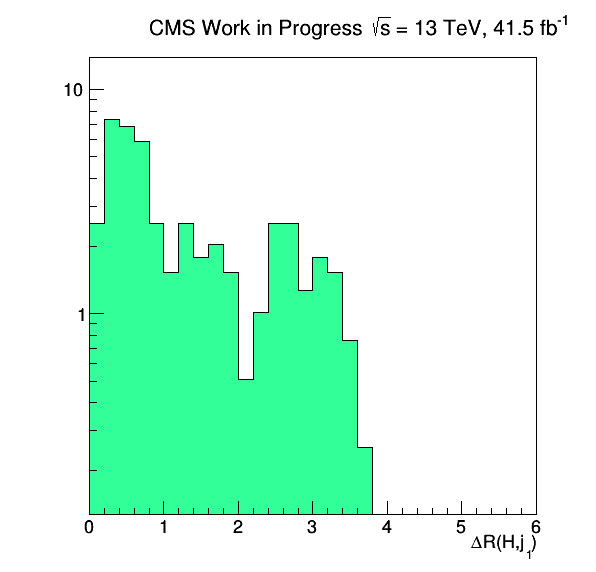 CMS Work in Progress √s = 13 TeV, 41.5 fb⁻¹
10
1
0 1 2 3 4 5 6
ΔR(H,j₁)